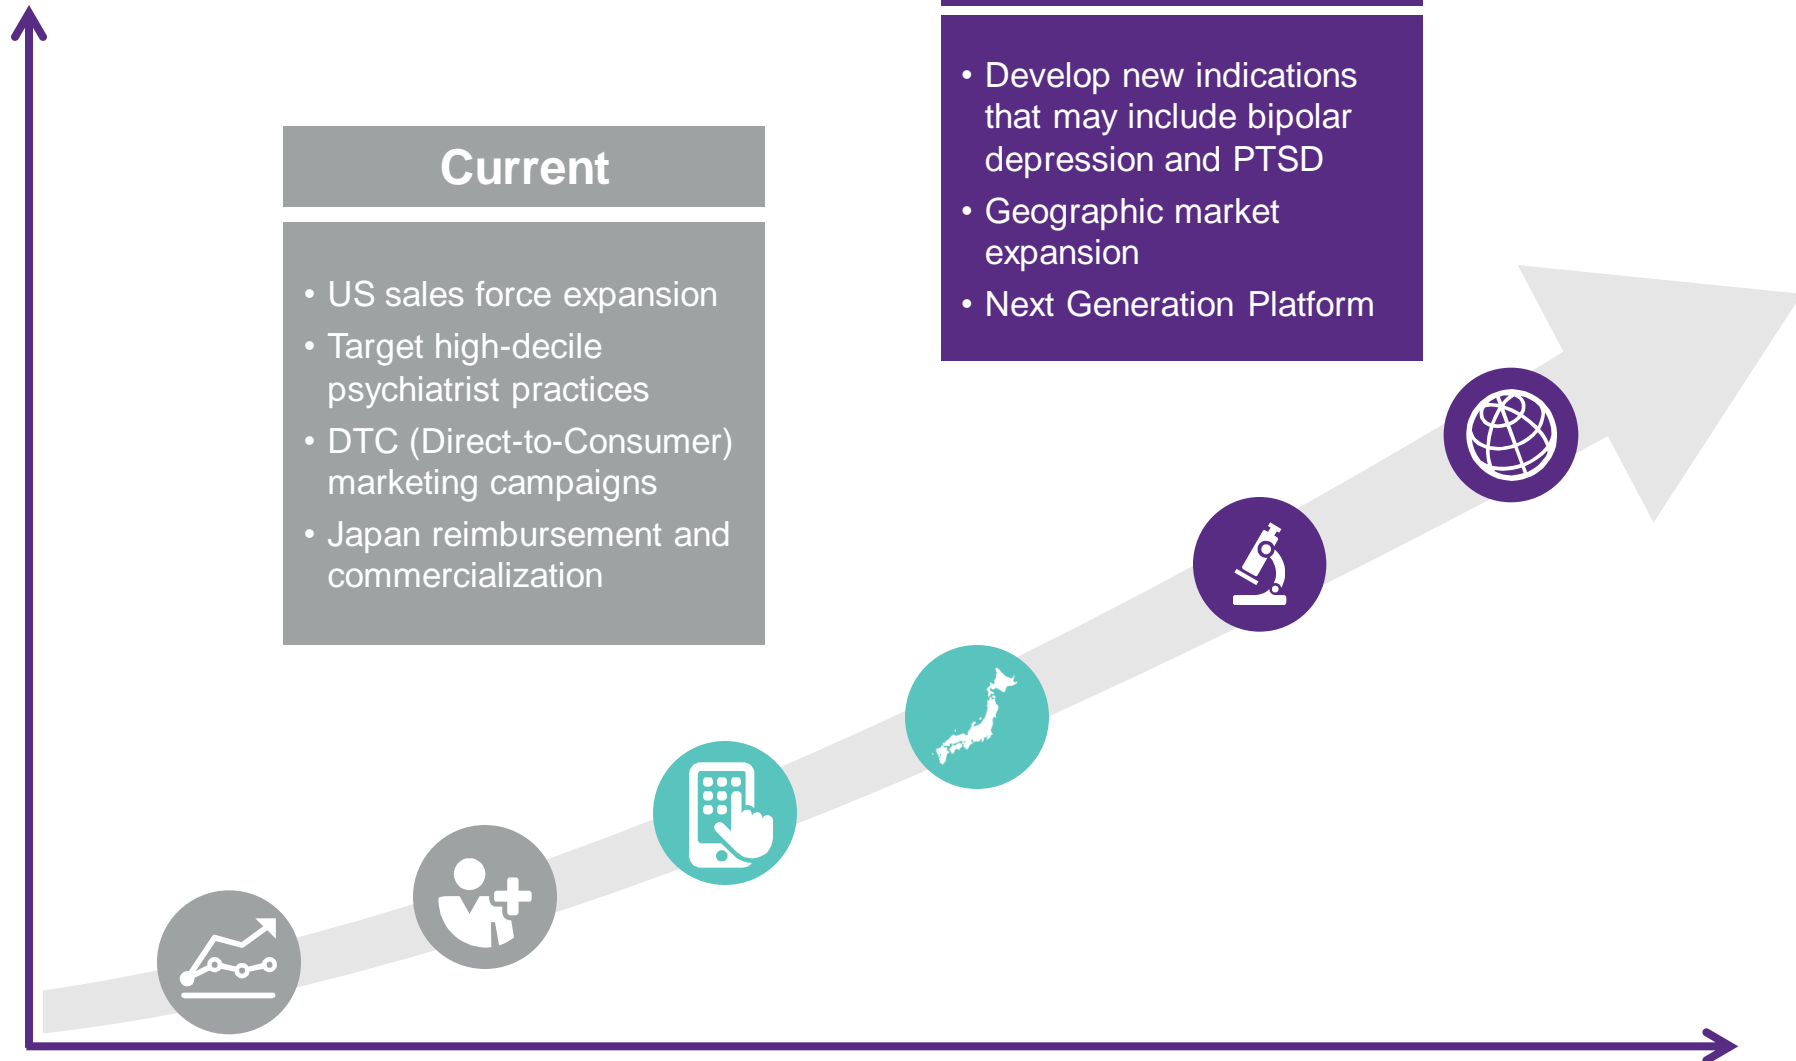 Current
• US sales force expansion
• Target high-decile
psychiatrist practices
• DTC (Direct-to-Consumer)
marketing campaigns
• Japan reimbursement and
commercialization
• Develop new indications
that may include bipolar
depression and PTSD
• Geographic market
expansion
• Next Generation Platform